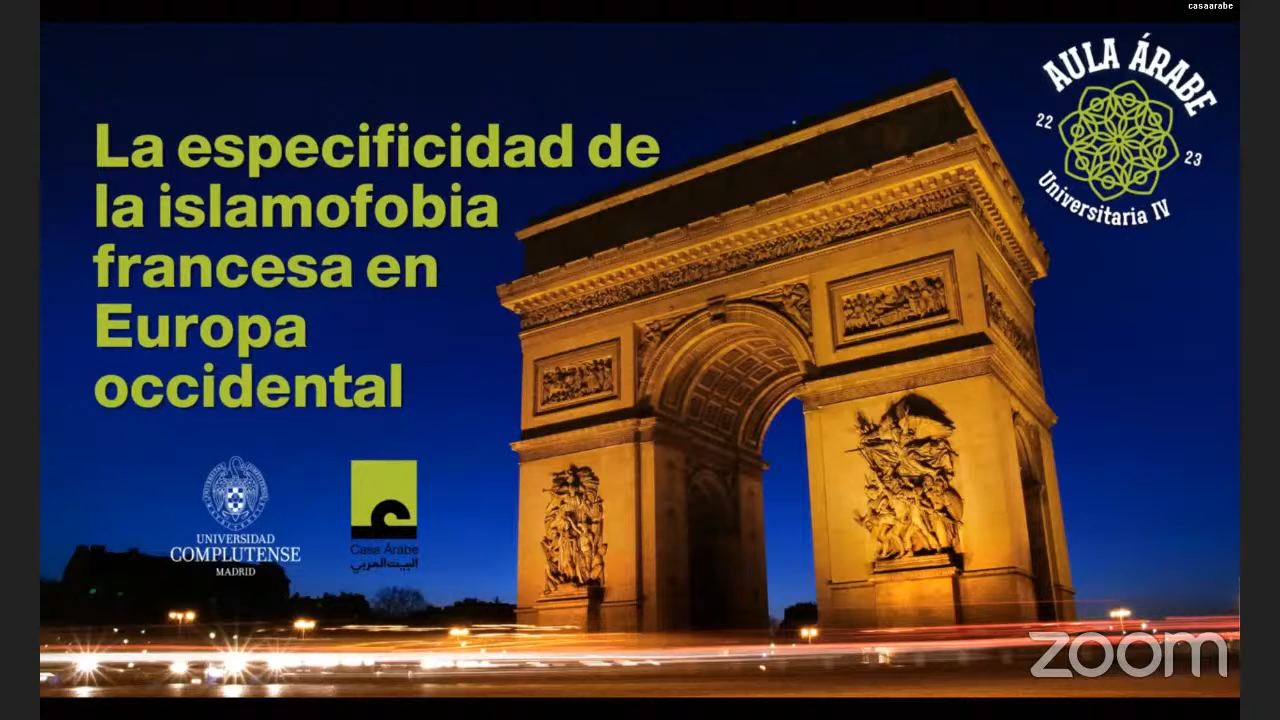 casaarabe
AULA ÁRABE
22
23
Universitaria IV
La especificidad de
la islamofobia
francesa en
Europa
occidental
UNIVERSIDAD
COMPLUTENSE
MADRID
Casa Árabe
البيت العربي
zoom